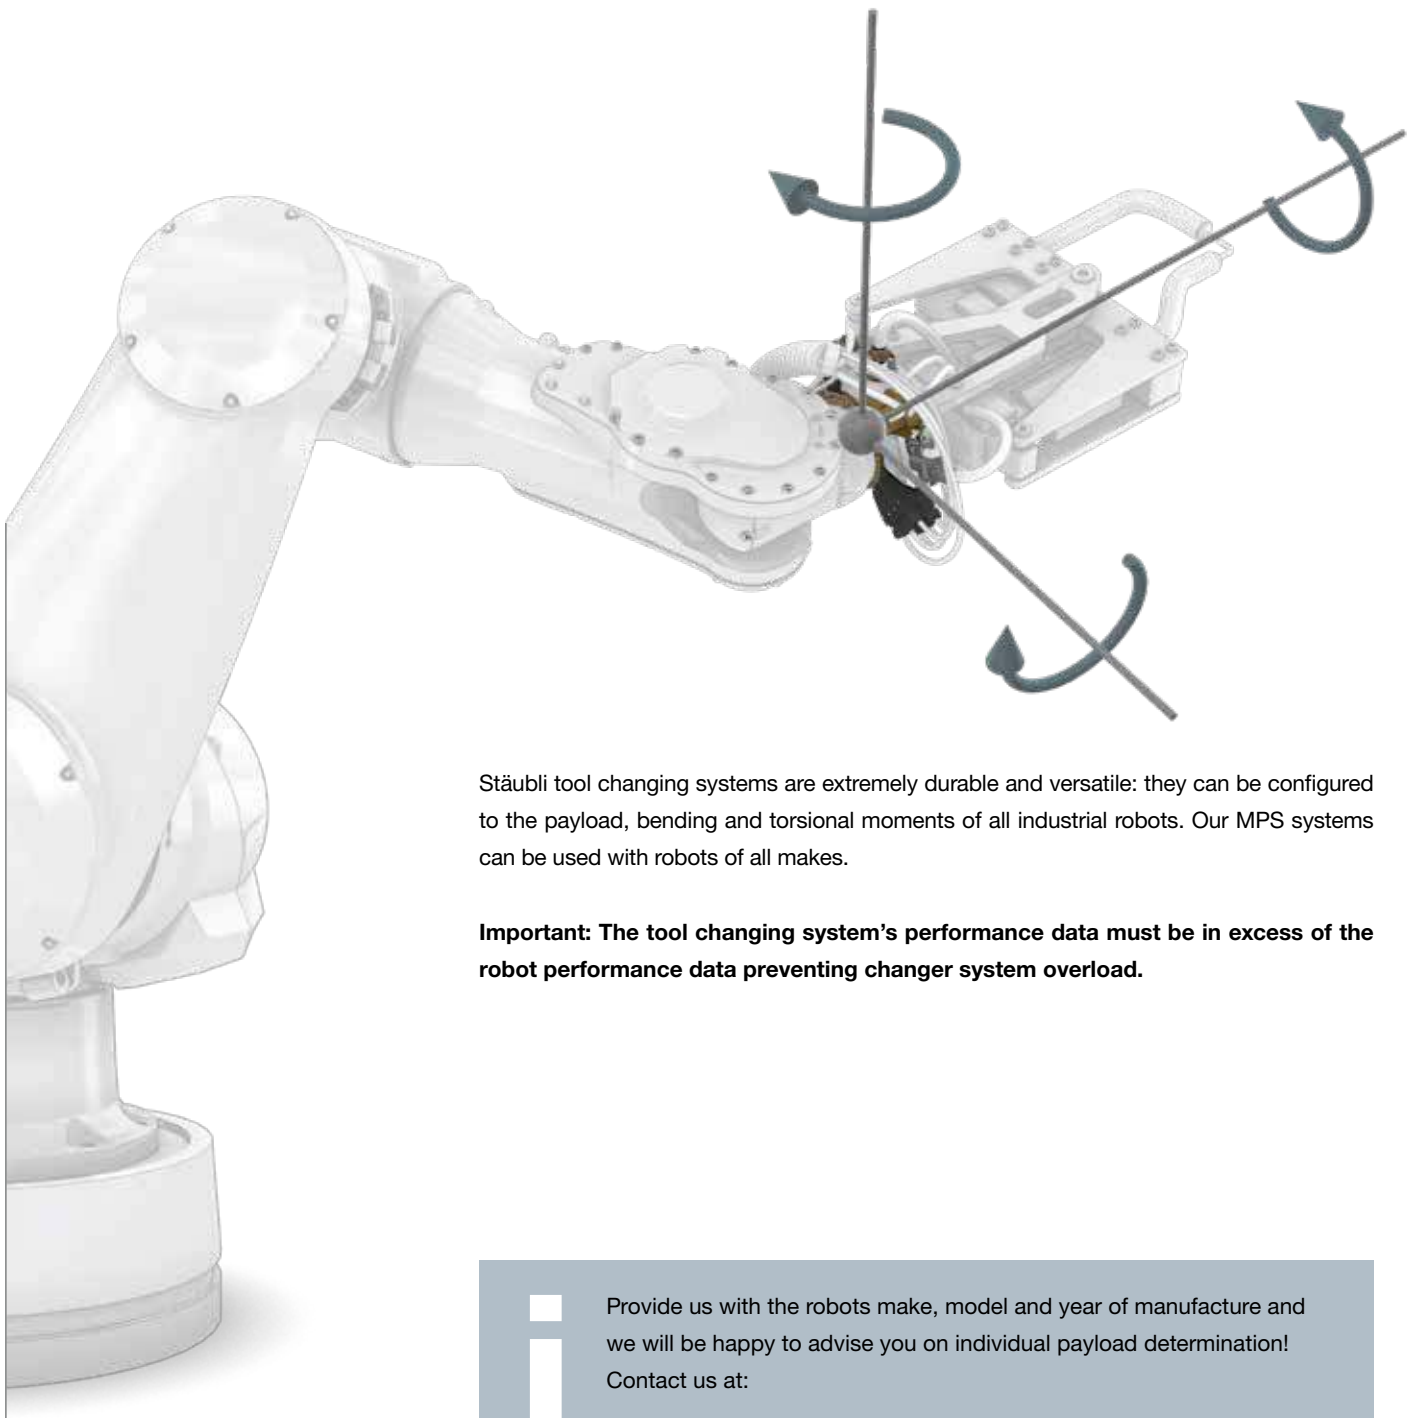 Stäubli tool changing systems are extremely durable and versatile: they can be configured
to the payload, bending and torsional moments of all industrial robots. Our MPS systems
can be used with robots of all makes.
Important: The tool changing system’s performance data must be in excess of the
robot performance data preventing changer system overload.
Provide us with the robots make, model and year of manufacture and
we will be happy to advise you on individual payload determination!
Contact us at: